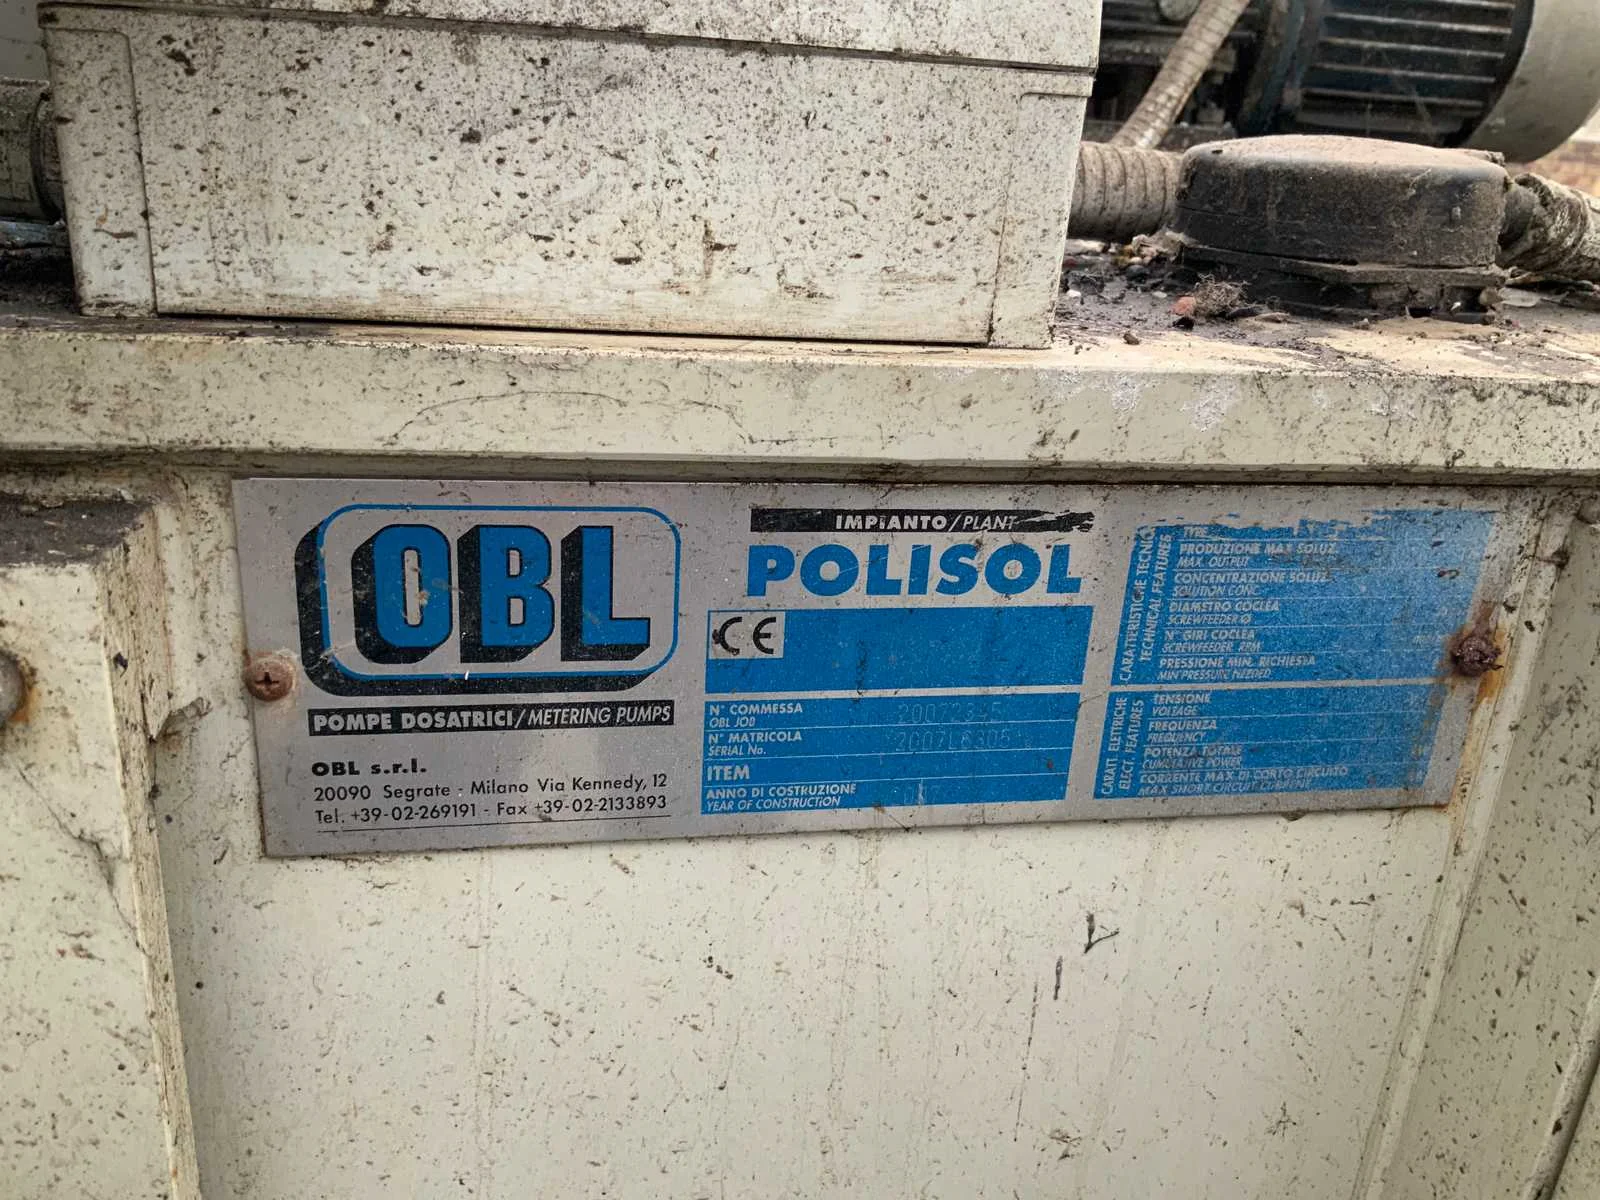 OBL
POMPE DOSATRICI/METERING PUMPS
OBL s.r.l.
20090 Segrate - Milano Via Kennedy, 12
Tel. +39-02-269191 - Fax +39-02-2133893
IMPIANTO/PLANT
POLISOL
CE
N° COMMESSA
OBL JOB
N° MATRICOLA
SERIAL No.
ITEM
ANNO DI COSTRUZIONE
YEAR OF CONSTRUCTION
CARATTERISTICHE TECNICHE
TECHNICAL FEATURES
TYPE
PRODUZIONE MAX SOLUZ.
MAX. OUTPUT
CONCENTRAZIONE SOLUZ.
SOLUTION CONC.
DIAMETRO COCLEA
SCREWFEEDER Ø
N° GIRI COCLEA
SCREWFEEDER RPM
PRESSIONE MIN. RICHIESTA
MIN PRESSURE NEEDED
CARATT. ELETTRICHE
ELECT. FEATURES
TENSIONE
VOLTAGE
FREQUENZA
FREQUENCY
POTENZA TOTALE
CUMULATIVE POWER
CORRENTE MAX DI CORTO CIRCUITO
MAX SHORT CIRCUIT CURRENT